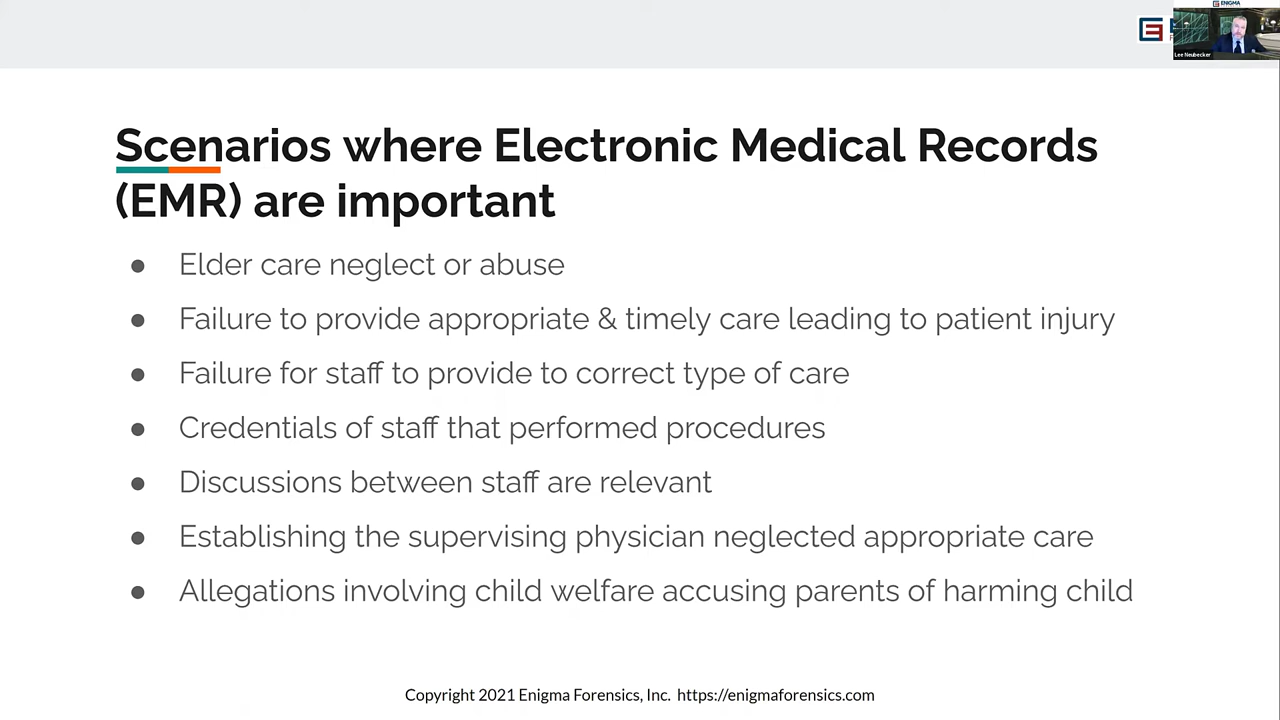 ENIGMA
Lee Neubecker
Scenarios where Electronic Medical Records
(EMR) are important
● Elder care neglect or abuse
● Failure to provide appropriate & timely care leading to patient injury
● Failure for staff to provide to correct type of care
● Credentials of staff that performed procedures
● Discussions between staff are relevant
● Establishing the supervising physician neglected appropriate care
● Allegations involving child welfare accusing parents of harming child
Copyright 2021 Enigma Forensics, Inc. https://enigmaforensics.com